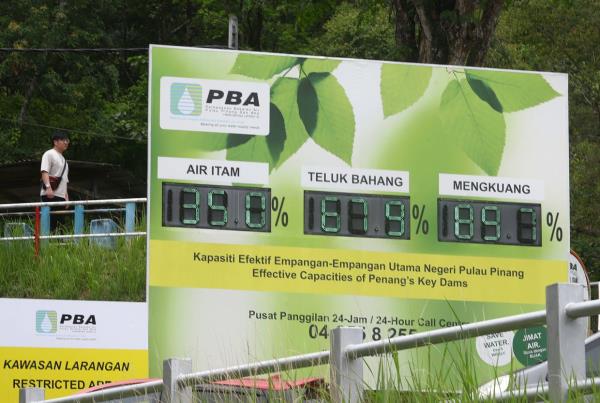 PBA
AIR ITAM
TELUK BAHANG
MENGKUANG
35.0%
67.9%
89.7%
Kapasiti Efektif Empangan-Empangan Utama Negeri Pulau Pinang
Effective Capacities of Penang's Key Dams
Pusat Panggilan 24-Jam / 24-Hour Call
SAVE WATER.
JIMAT AIR.
PBA
KAWASAN LARANGAN
RESTRICTED